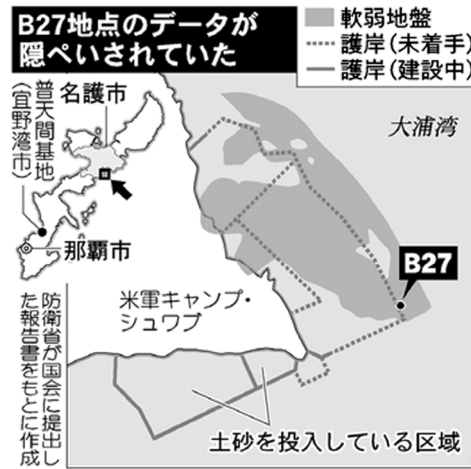 B27地点のデータが
隠ぺいされていた
軟弱地盤
護岸(未着手)
護岸(建設中)
名護市
普天間基地
(宜野湾市)
那覇市
大浦湾
B27
米軍キャンプ・
シュワブ
土砂を投入している区域
防衛省が国会に提出し
た報告書をもとに作成